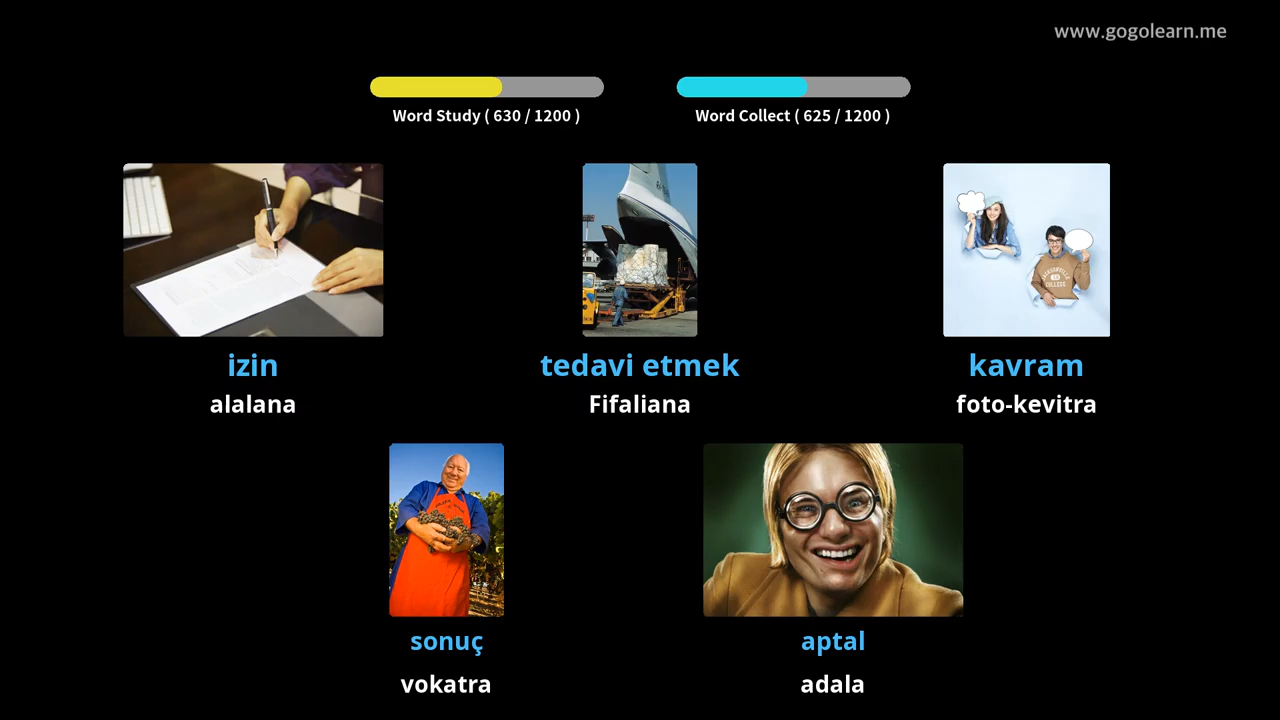 www.gogolearn.me
Word Study ( 630 / 1200 )
Word Collect ( 625 / 1200 )
izin
tedavi etmek
kavram
alalana
Fifaliana
foto-kevitra
sonuç
aptal
vokatra
adala